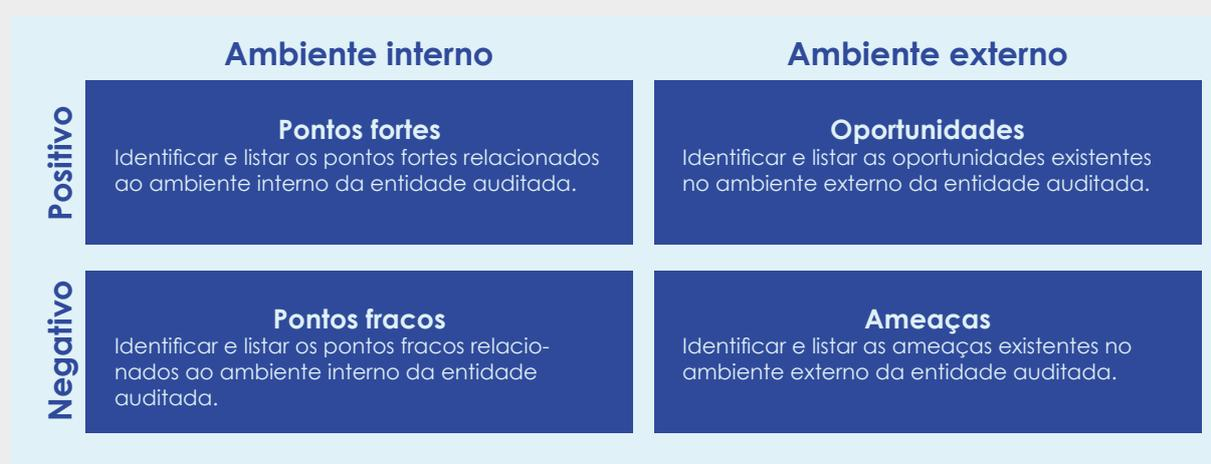 Ambiente interno
Ambiente externo
Positivo
Pontos fortes
Identificar e listar os pontos fortes relacionados
ao ambiente interno da entidade auditada.
Oportunidades
Identificar e listar as oportunidades existentes
no ambiente externo da entidade auditada.
Negativo
Pontos fracos
Identificar e listar os pontos fracos relacio-
nados ao ambiente interno da entidade
auditada.
Ameaças
Identificar e listar as ameaças existentes no
ambiente externo da entidade auditada.